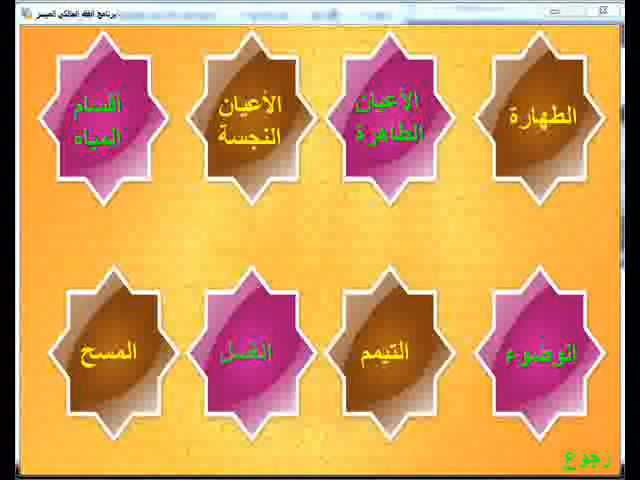 برنامج الفقه المالكي الميسر
الطهارة
الأعيان
الطاهرة
الأعيان
النجسة
أقسام
المياه
الوضوء
التيمم
الغسل
المسح
رجوع